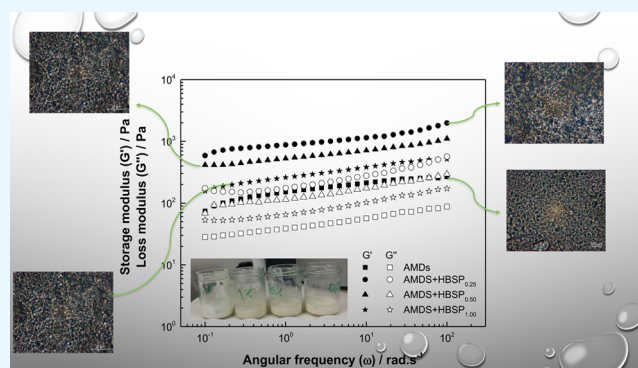 10⁴
10³
10²
10¹
10⁰
10⁻¹ 10⁰ 10¹ 10²
Storage modulus (G') / Pa
Loss modulus (G'') / Pa
Angular frequency (ω) / rad.s⁻
G' G''
AMDs
AMDS+HBSP0.25
AMDS+HBSP0.50
AMDS+HBSP1.00